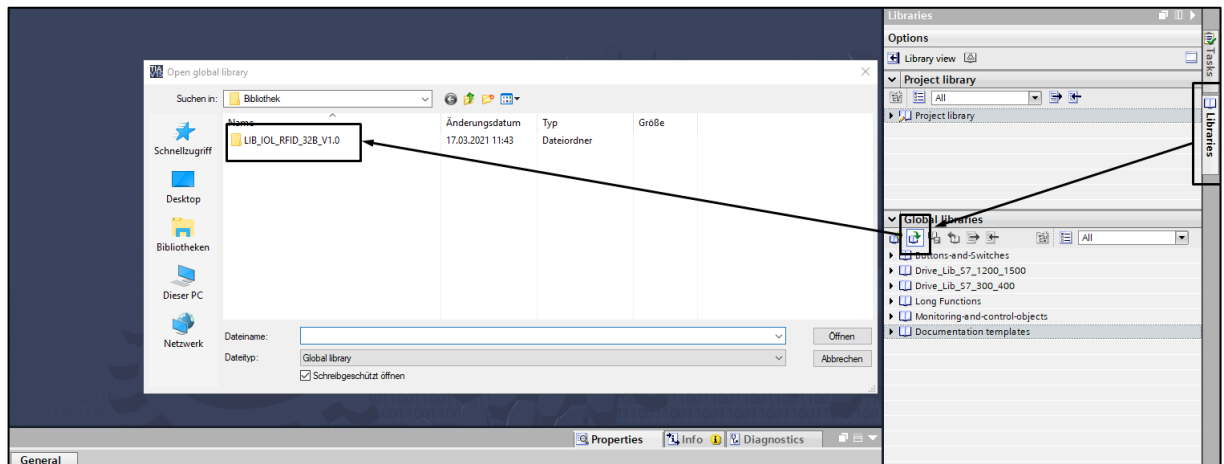 Libraries
Options
Library view
Project library
All
Project library
Tasks
Libraries
Open global library
Suchen in: Bibliothek
Name Änderungsdatum Typ Größe
LIB_IOL_RFID_32B_V1.0 17.03.2021 11:43 Dateiordner
Schnellzugriff
Desktop
Bibliotheken
Dieser PC
Netzwerk
Dateiname: Öffnen
Dateityp: Global library Abbrechen
Schreibgeschützt öffnen
Global libraries
All
Buttons-and-Switches
Drive_Lib_S7_1200_1500
Drive_Lib_S7_300_400
Long Functions
Monitoring-and-control-objects
Documentation templates
Properties Info Diagnostics
General